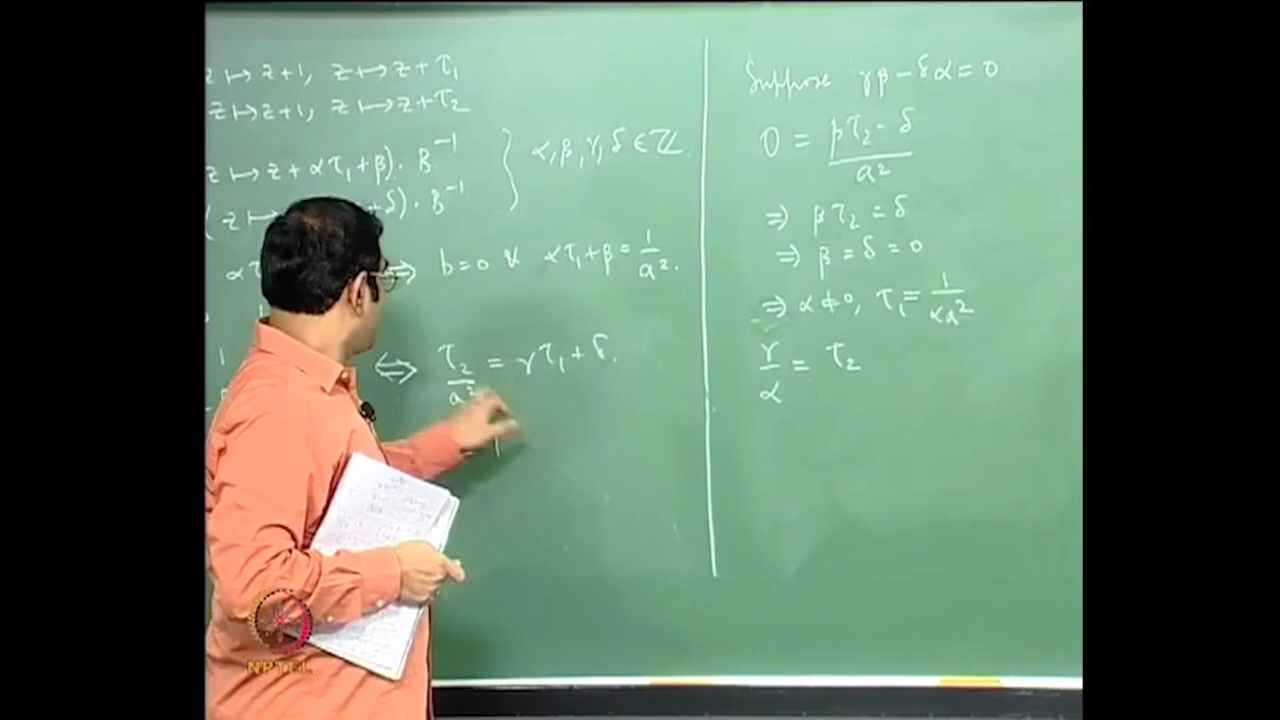 z ↦ z+1, z ↦ z+τ₁
z ↦ z+1, z ↦ z+τ₂
z ↦ z+ατ₁+β)· B⁻¹
(z ↦ +δ)· B⁻¹
} α, β, γ, δ ∈ ℤ
⇔ b=0 & ατ₁+β = 1/a².
⇔ τ₂/a² = γτ₁+δ.
Suppose γβ − δα = 0
0 = (βτ₂ − δ)/a²
⇒ βτ₂ = δ
⇒ β = δ = 0
⇒ α ≠ 0, τ₁ = 1/(αa²)
γ/α = τ₂
NPTEL